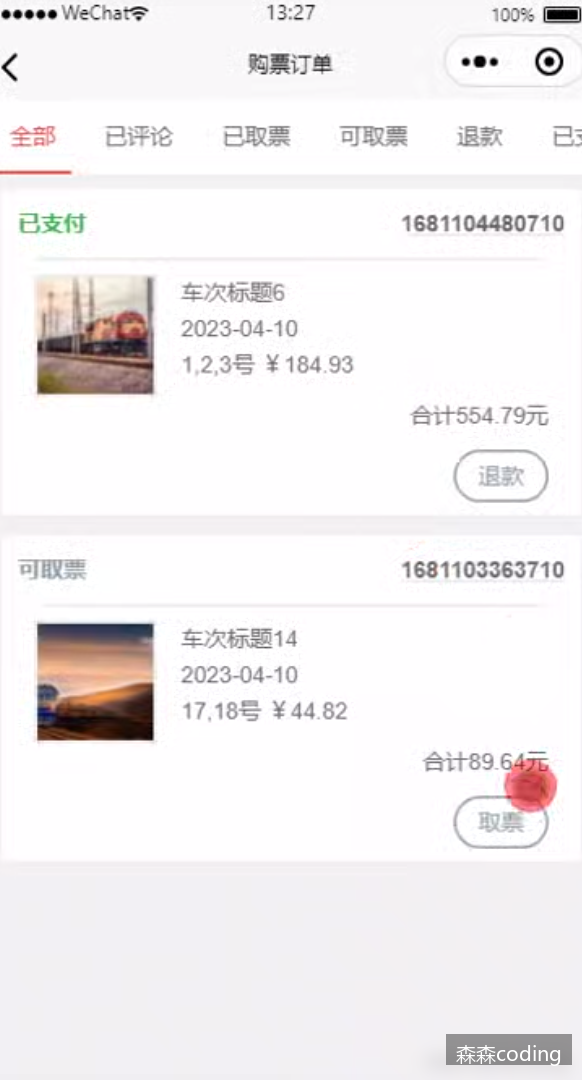 WeChat 13:27 100%
购票订单
全部 已评论 已取票 可取票 退款
已支付 1681104480710
车次标题6
2023-04-10
1,2,3号 ￥184.93
合计554.79元
退款
可取票 1681103363710
车次标题14
2023-04-10
17,18号 ￥44.82
合计89.64元
取票
森森coding